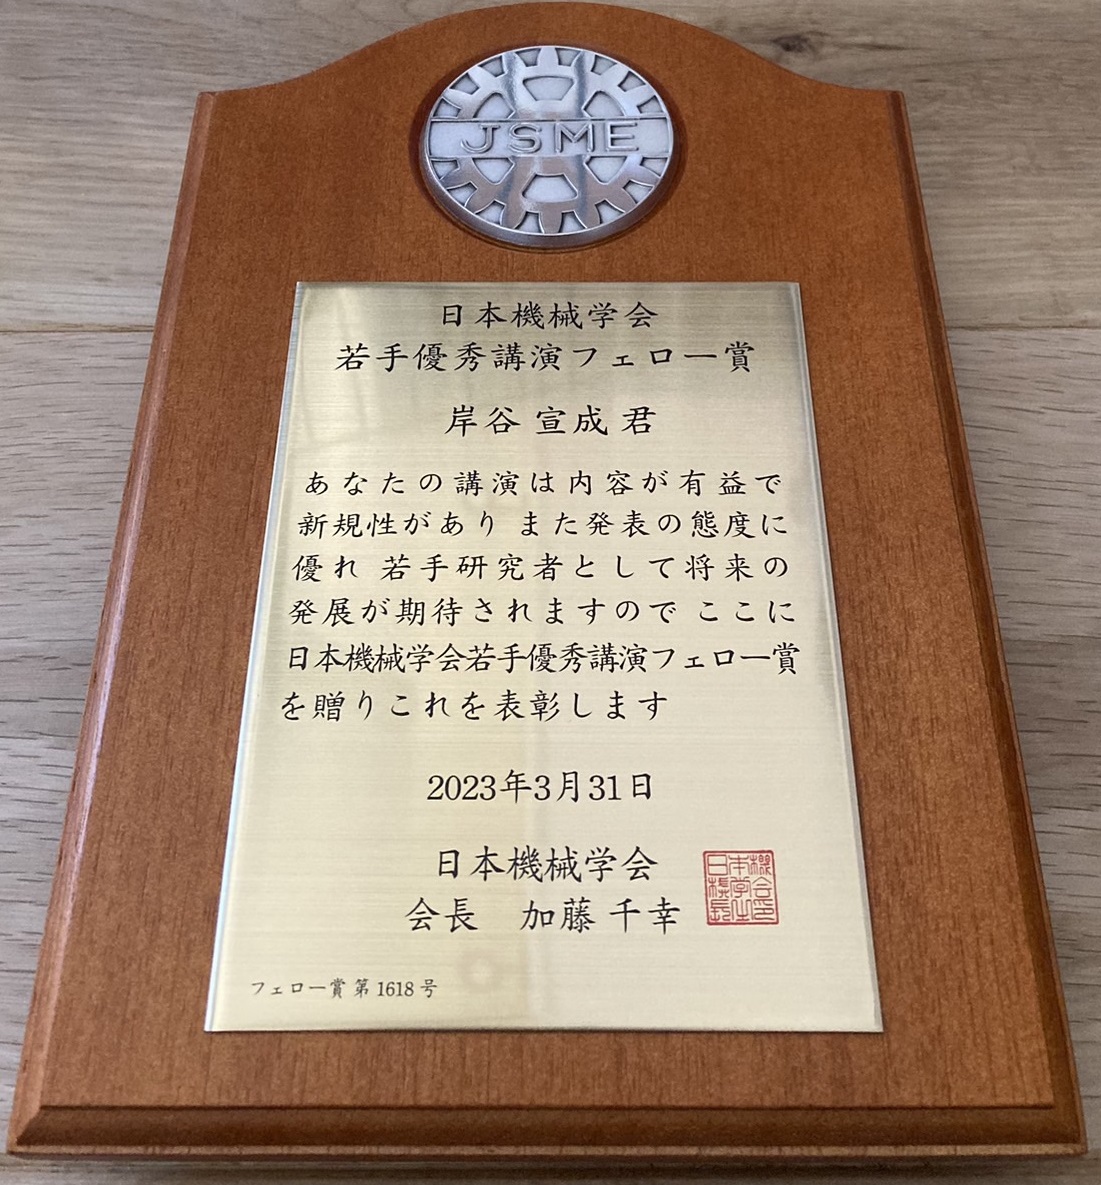 JSME
日本機械学会
若手優秀講演フェロー賞
岸谷 宣成 君
あなたの講演は内容が有益で
新規性があり また発表の態度に
優れ 若手研究者として将来の
発展が期待されますので ここに
日本機械学会若手優秀講演フェロー賞
を贈りこれを表彰します
2023年3月31日
日本機械学会
会長 加藤 千幸
フェロー賞 第 1618 号